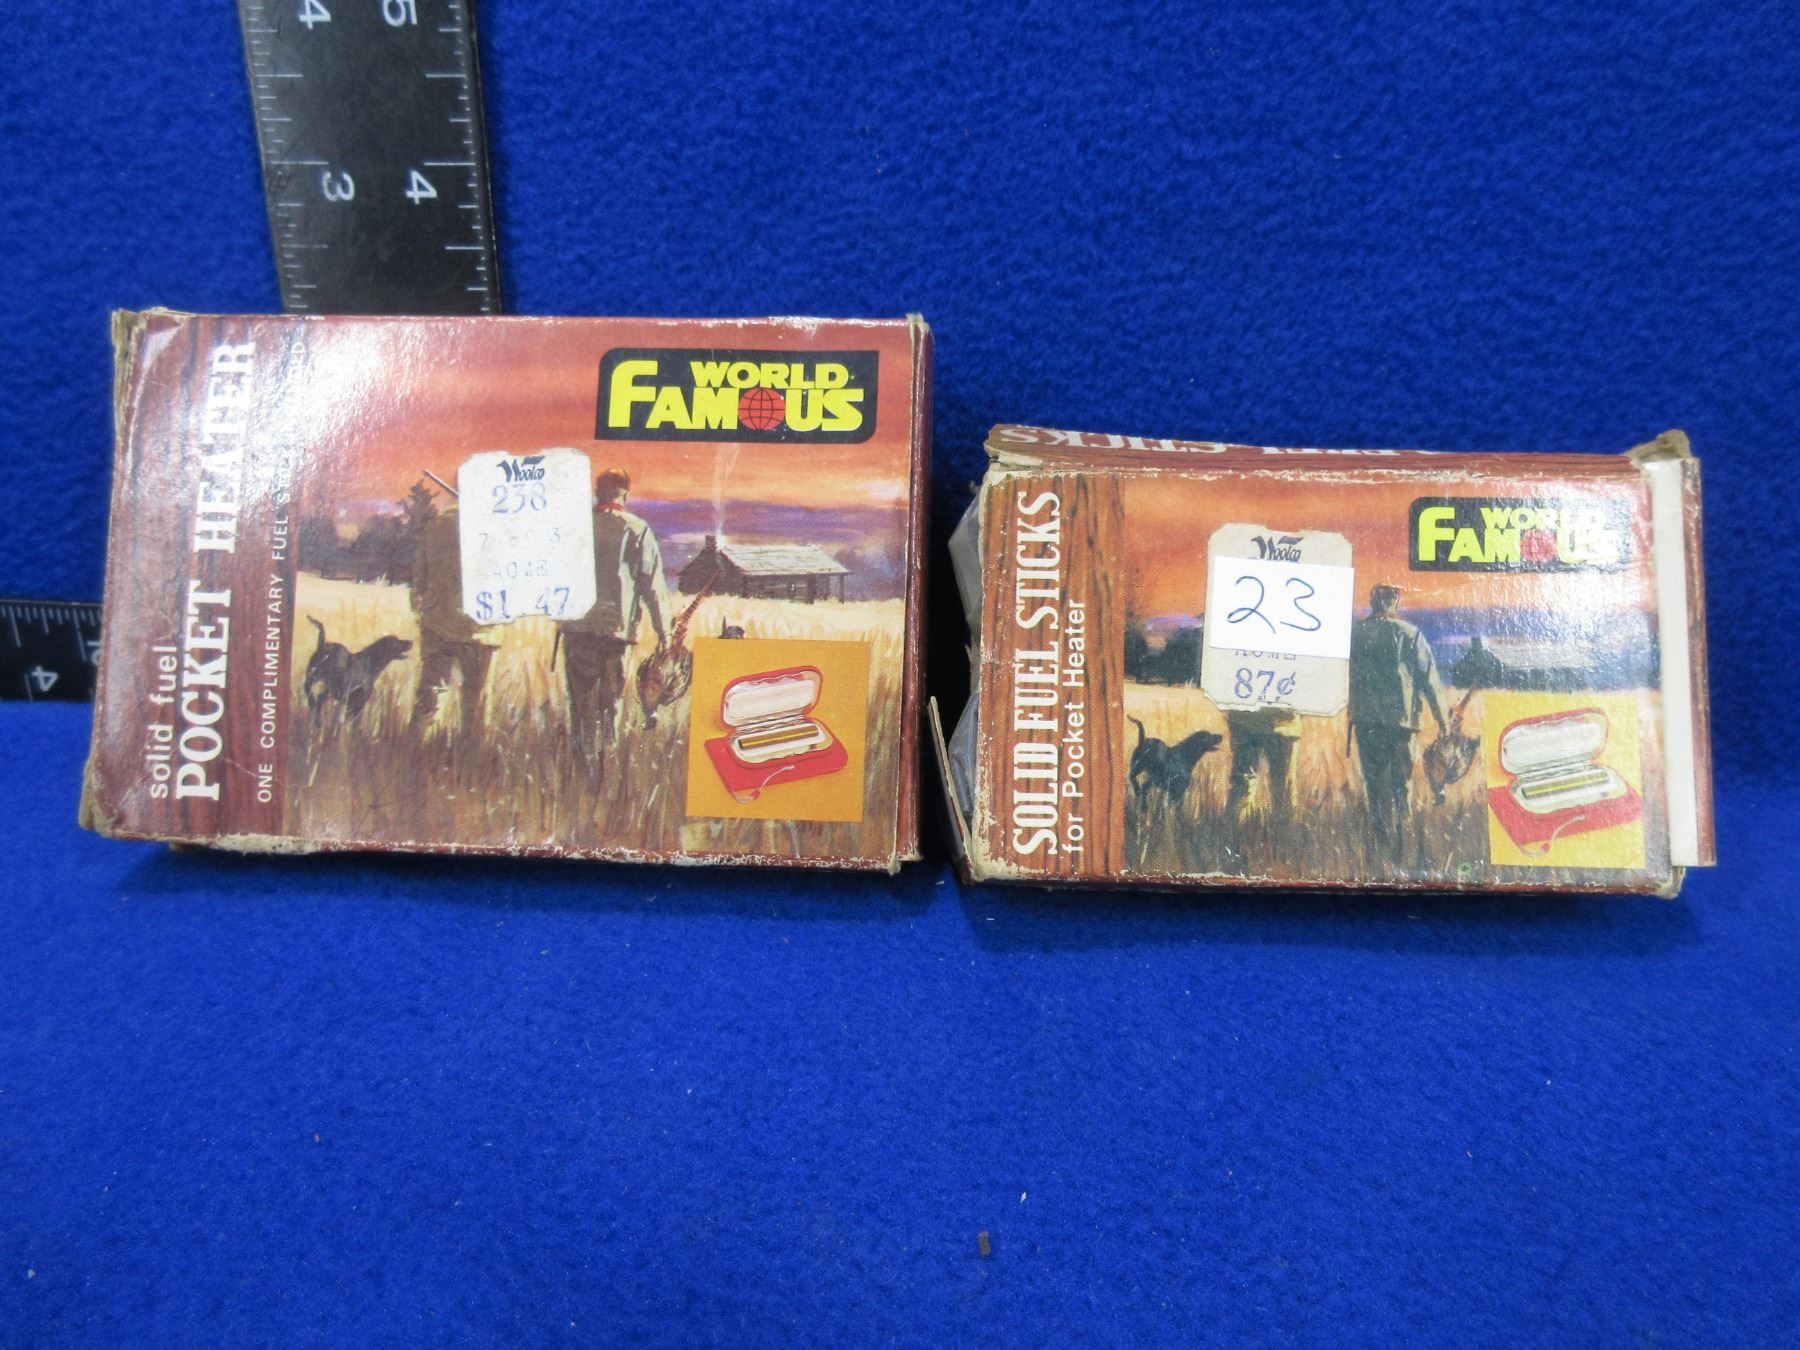 4 5
3 4
4
solid fuel
POCKET HEATER
ONE COMPLIMENTARY FUEL
WORLD
FAMOUS
Woolco
238
$1.47
SOLID FUEL STICKS
for Pocket Heater
WORLD
FAMOUS
Woolco
23
87¢